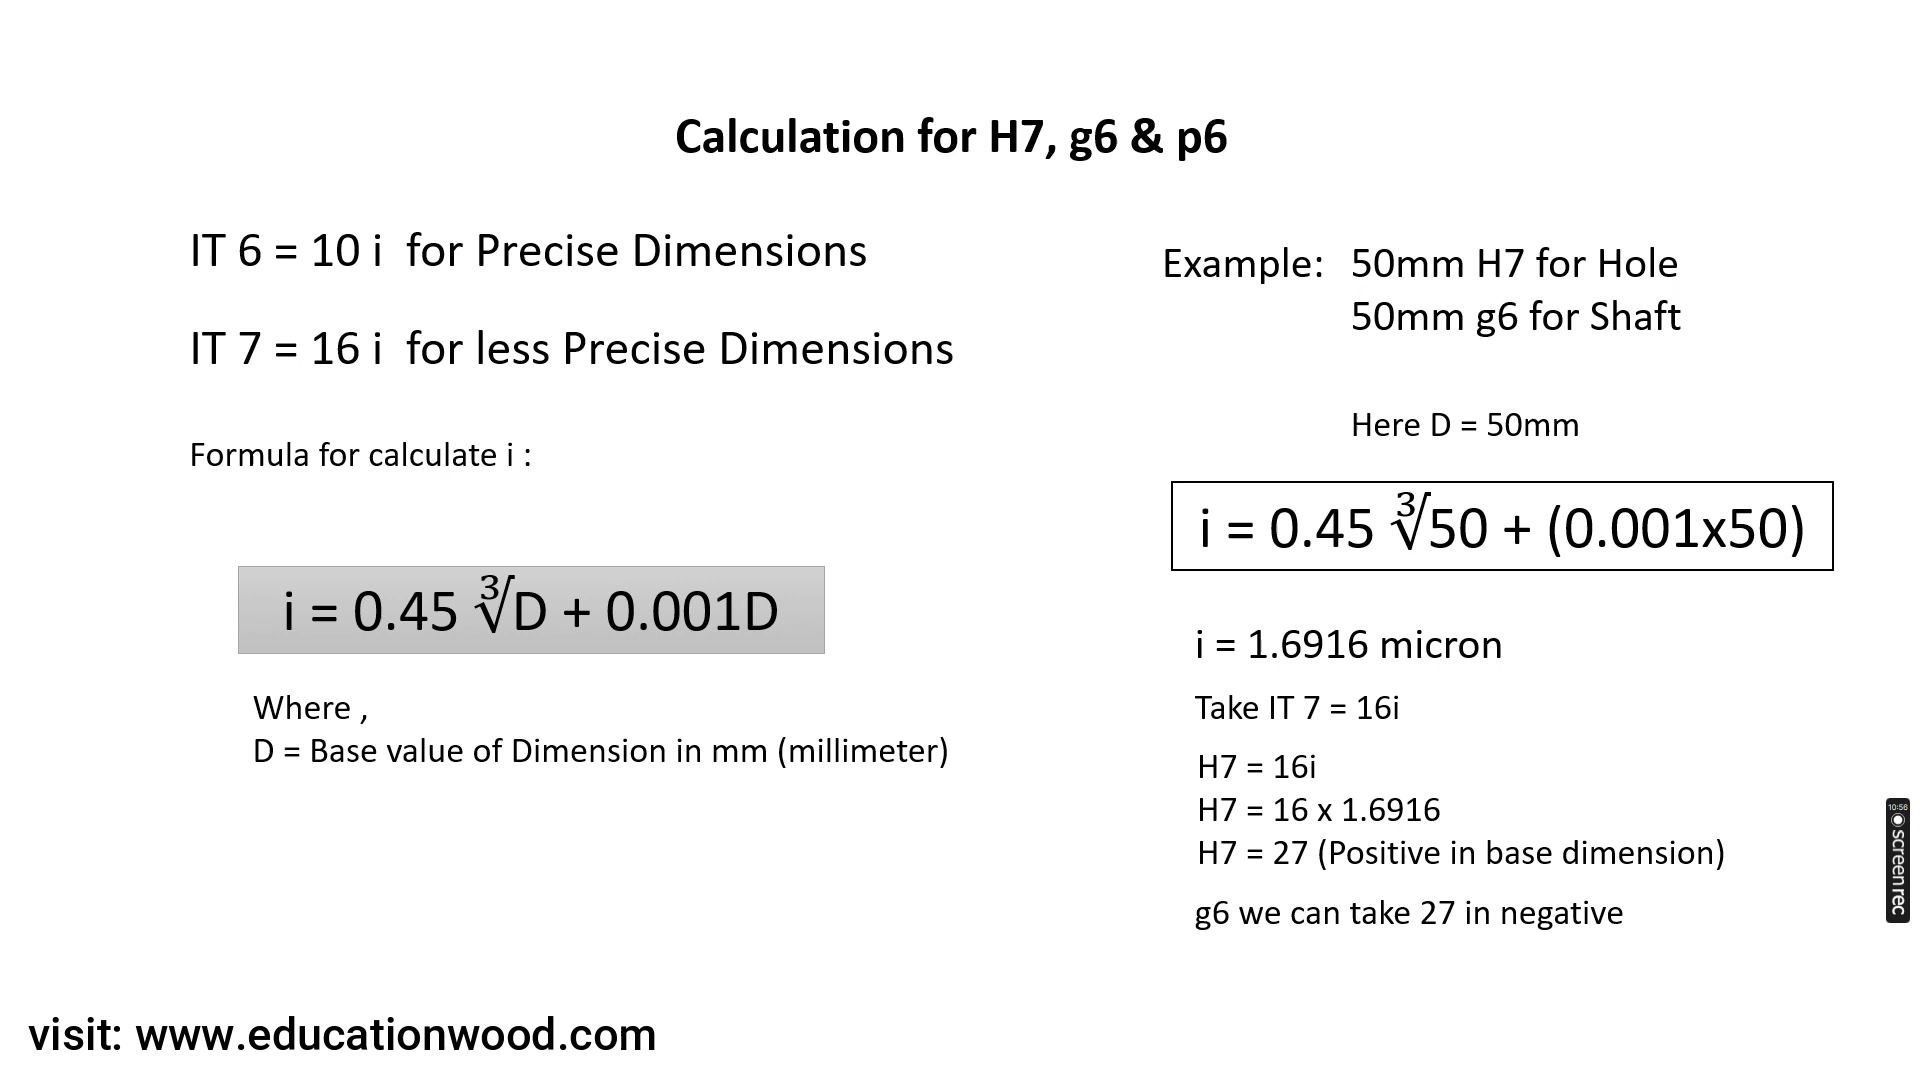 Calculation for H7, g6 & p6
IT 6 = 10 i  for Precise Dimensions
IT 7 = 16 i  for less Precise Dimensions
Formula for calculate i :
i = 0.45 ∛D + 0.001D
Where ,
D = Base value of Dimension in mm (millimeter)
Example: 50mm H7 for Hole
50mm g6 for Shaft
Here D = 50mm
i = 0.45 ∛50 + (0.001x50)
i = 1.6916 micron
Take IT 7 = 16i
H7 = 16i
H7 = 16 x 1.6916
H7 = 27 (Positive in base dimension)
g6 we can take 27 in negative
10:56
screenrec
visit: www.educationwood.com